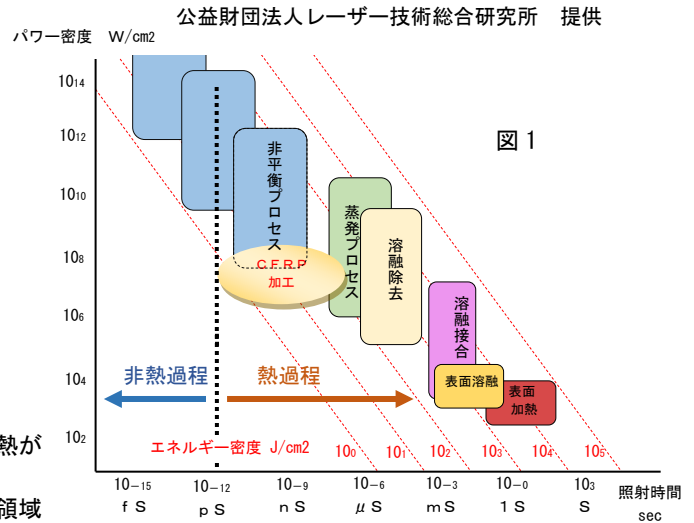 公益財団法人レーザー技術総合研究所 提供
パワー密度 W/cm2
1014
1012
1010
108
106
104
102
図1
非平衡プロセス
蒸発プロセス
溶融除去
CFRP
加工
溶融接合
表面溶融
表面
加熱
非熱過程
熱過程
エネルギー密度 J/cm2
100
101
102
103
104
105
熱が
領域
10-15
10-12
10-9
10-6
10-3
10-0
103
照射時間
fS
pS
nS
μS
mS
1S
S
sec